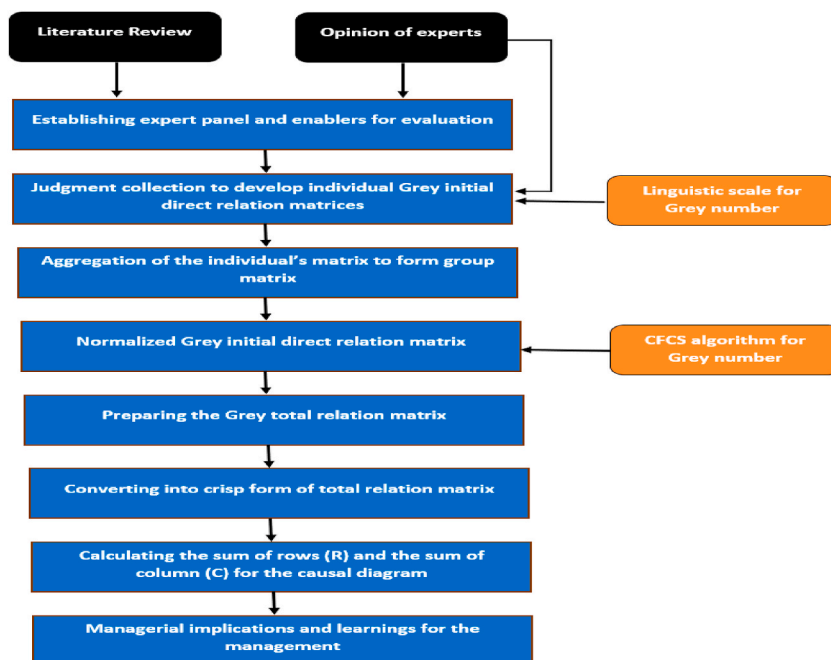 Literature Review
Opinion of experts
Establishing expert panel and enablers for evaluation
Judgment collection to develop individual Grey initial
direct relation matrices
Linguistic scale for
Grey number
Aggregation of the individual's matrix to form group
matrix
Normalized Grey initial direct relation matrix
CFCS algorithm for
Grey number
Preparing the Grey total relation matrix
Converting into crisp form of total relation matrix
Calculating the sum of rows (R) and the sum of
column (C) for the causal diagram
Managerial implications and learnings for the
management